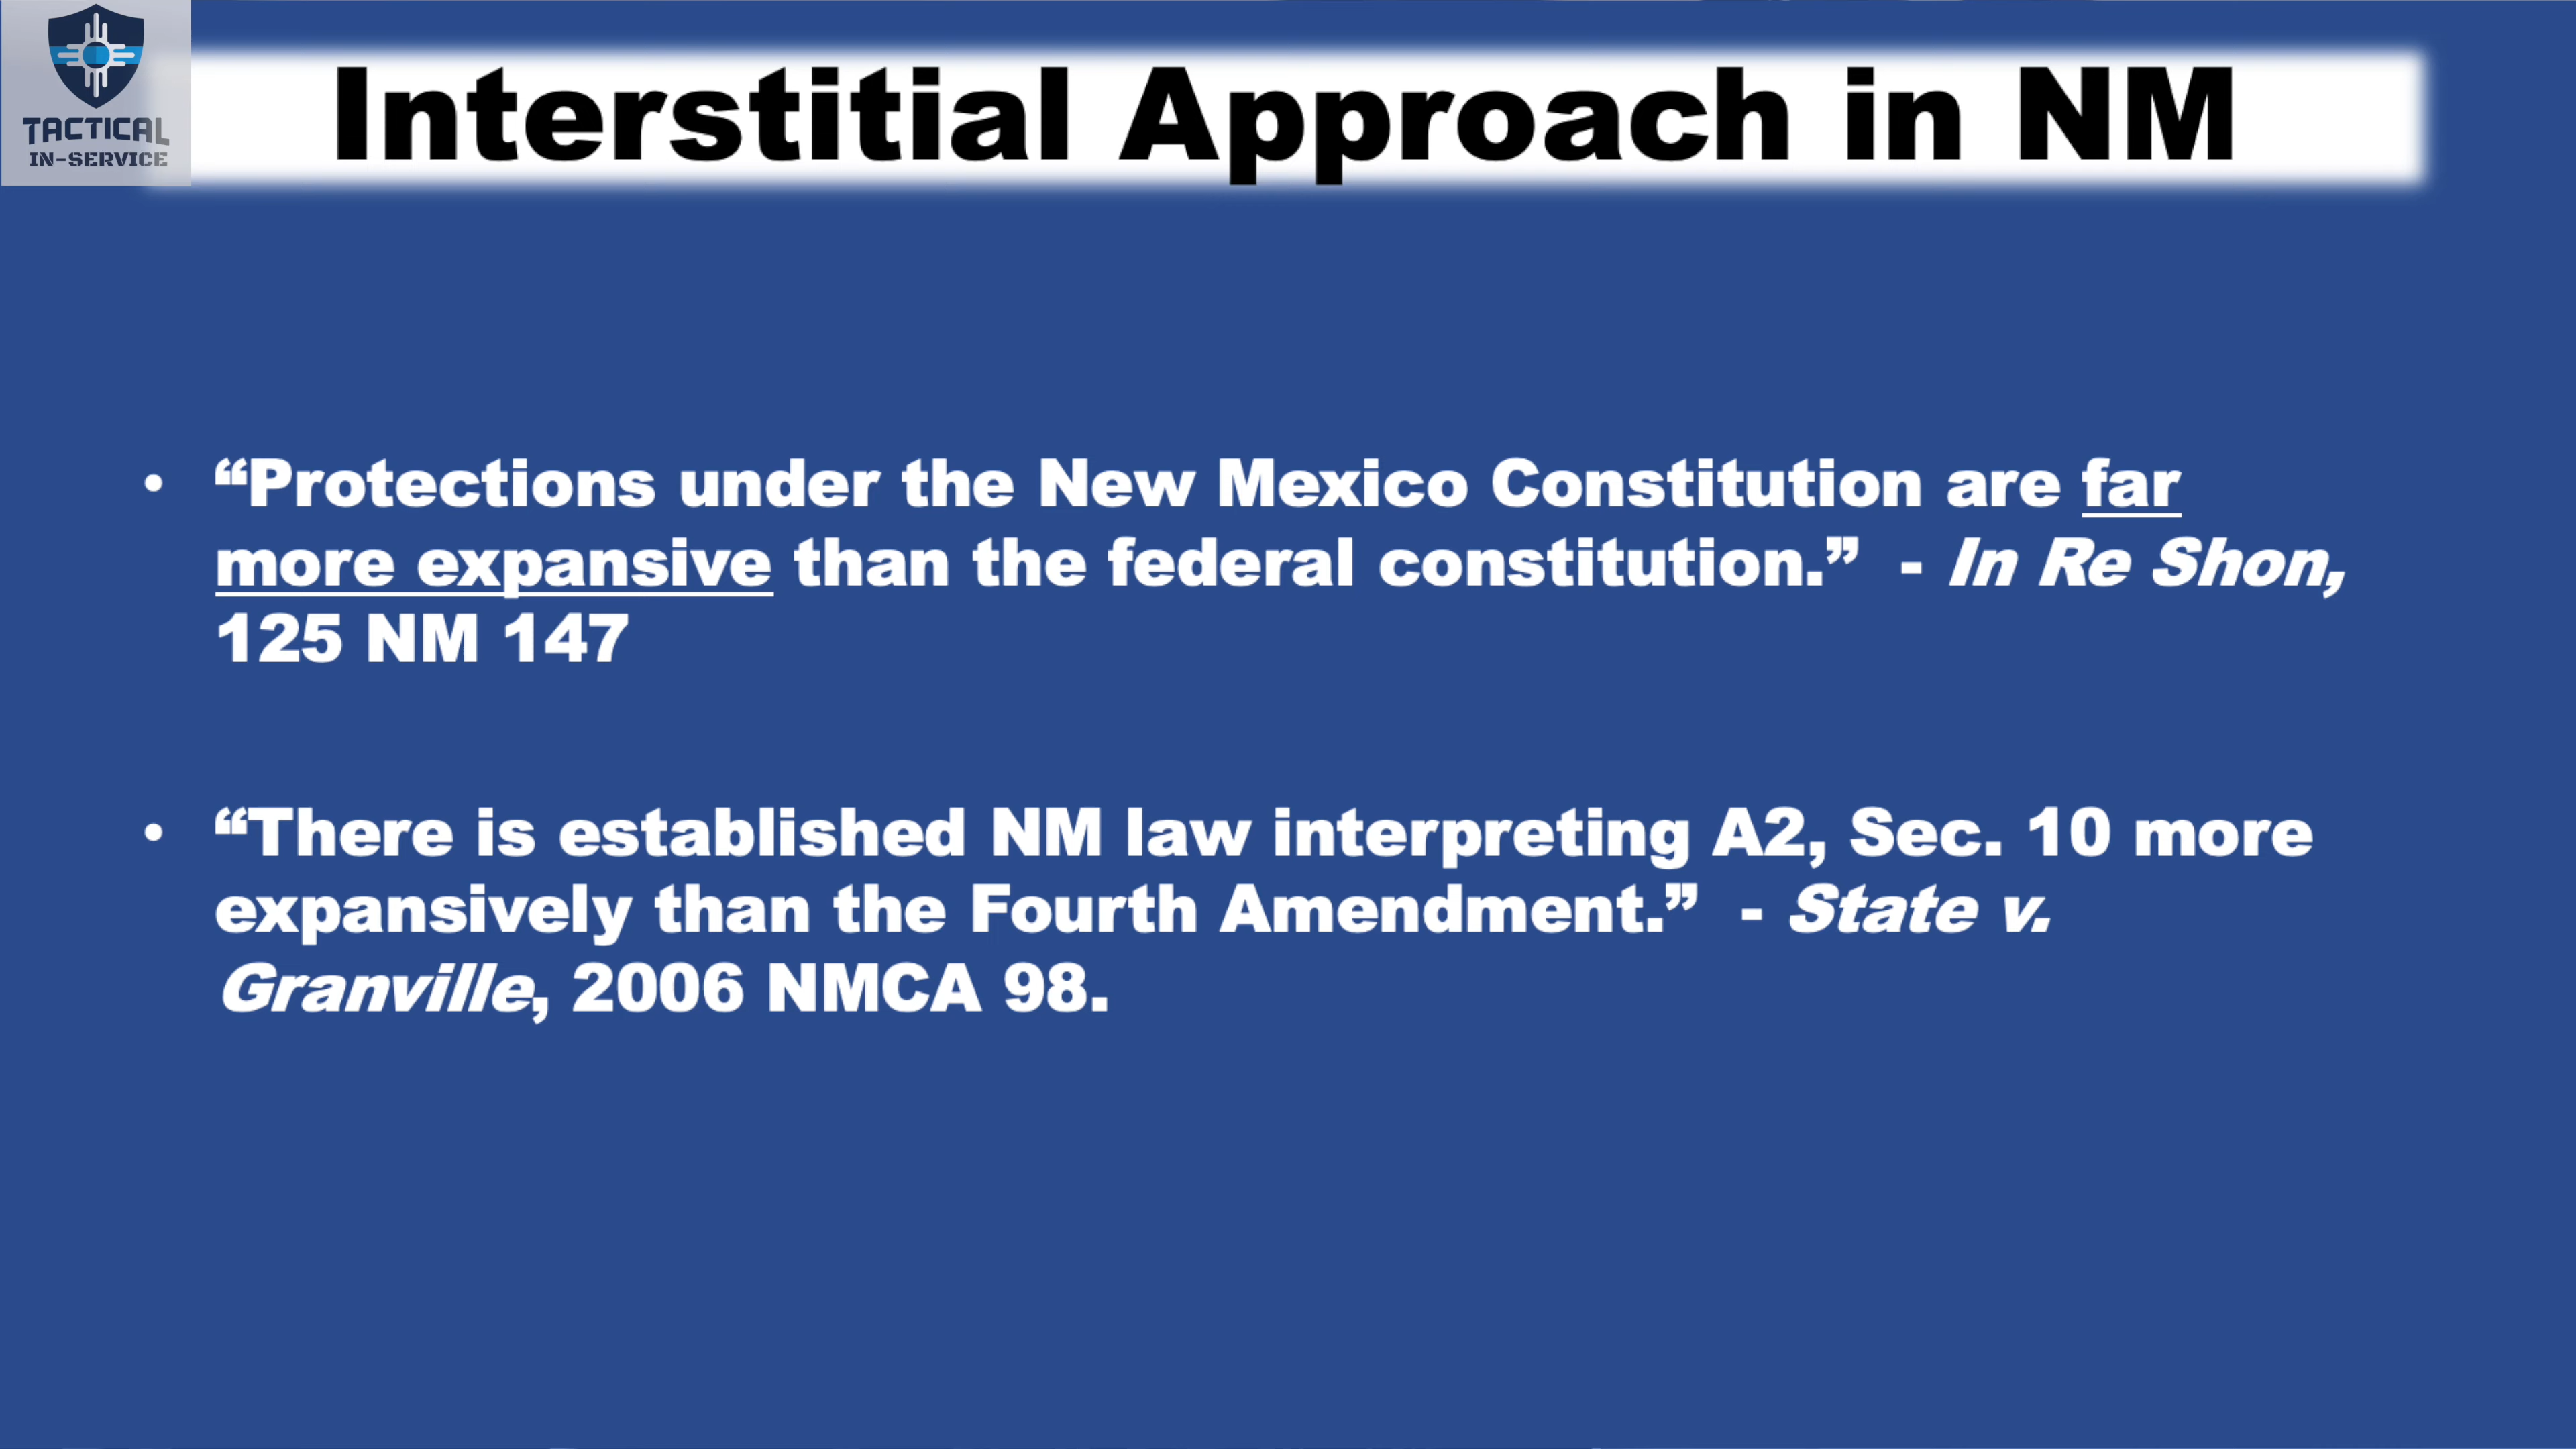 TACTICAL
IN-SERVICE
Interstitial Approach in NM
• “Protections under the New Mexico Constitution are far
more expansive than the federal constitution.” - In Re Shon,
125 NM 147
• “There is established NM law interpreting A2, Sec. 10 more
expansively than the Fourth Amendment.” - State v.
Granville, 2006 NMCA 98.